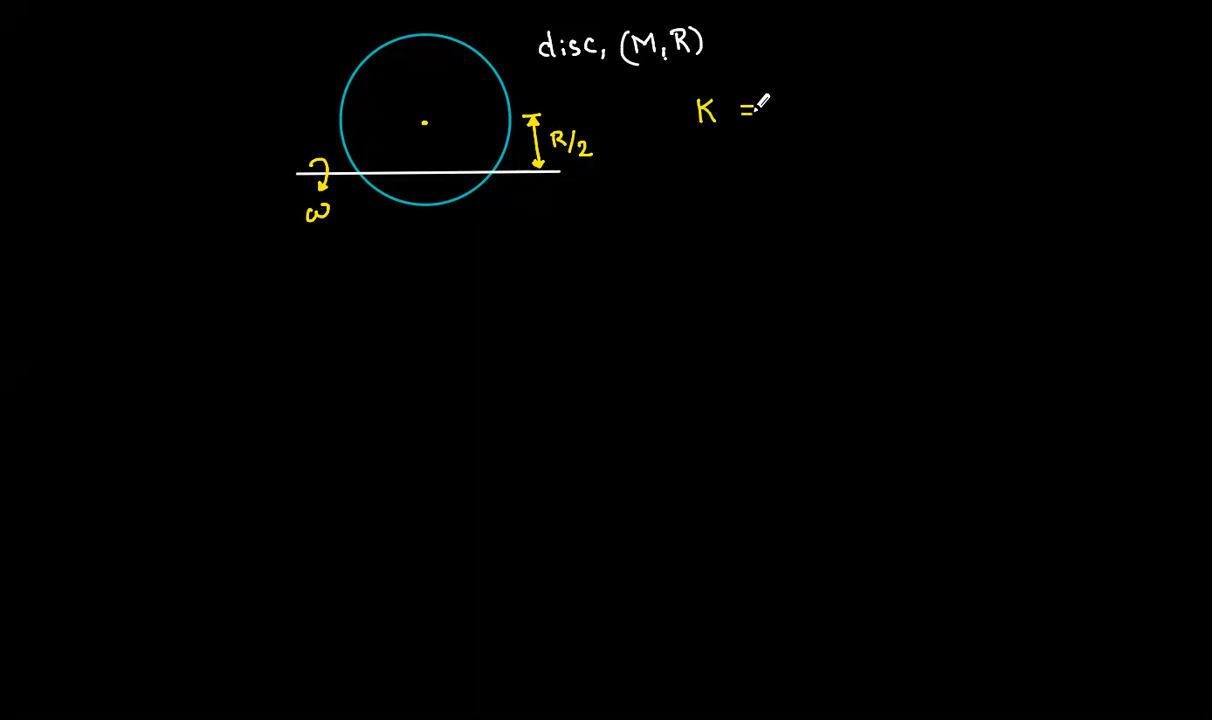 disc, (M, R)
K =
R/2
ω